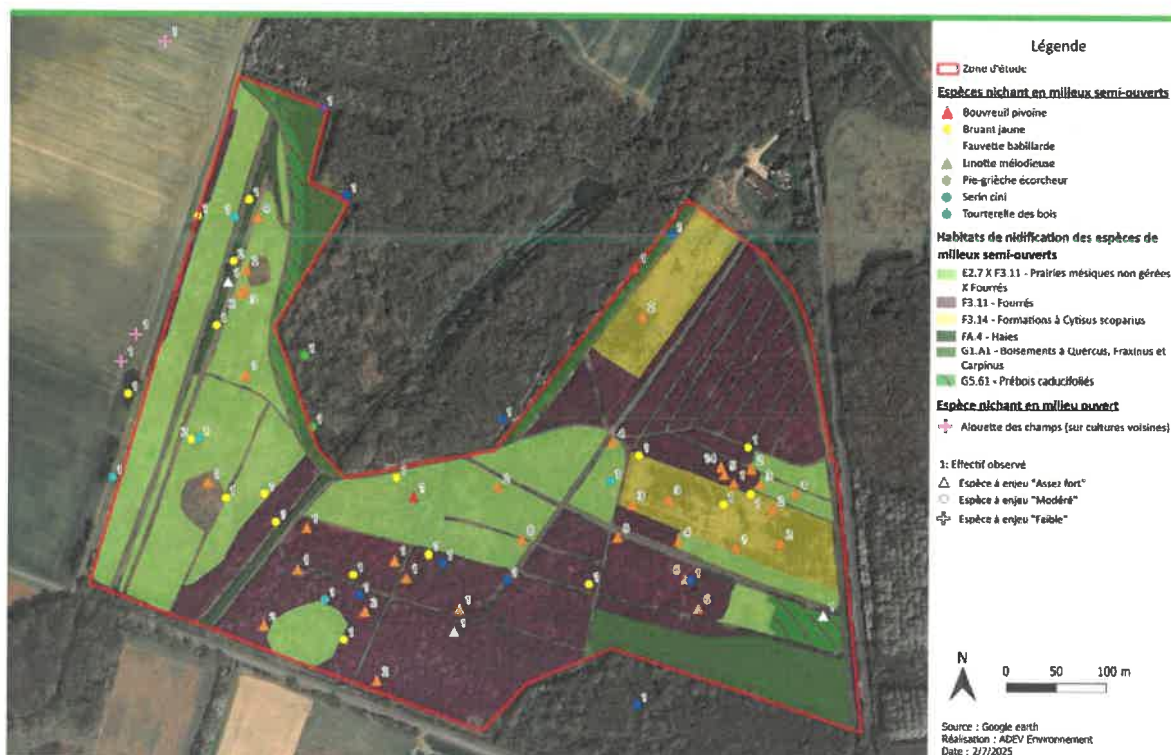 Légende
Zone d'étude
Espèces nichant en milieux semi-ouverts
Bouvreuil pivoine
Bruant jaune
Fauvette babillarde
Linotte mélodieuse
Pie-grièche écorcheur
Serin cini
Tourterelle des bois
Habitats de nidification des espèces de
milieux semi-ouverts
E2.7 X F3.11 - Prairies mésiques non gérées
X Fourrés
F3.11 - Fourrés
F3.14 - Formations à Cytisus scoparius
FA.4 - Haies
G1.A1 - Boisements à Quercus, Fraxinus et
Carpinus
G5.61 - Prébois caducifoliés
Espèce nichant en milieu ouvert
Alouette des champs (sur cultures voisines)
1: Effectif observé
Espèce à enjeu "Assez fort"
Espèce à enjeu "Modéré"
Espèce à enjeu "Faible"
N
0 50 100 m
Source : Google earth
Réalisation : ADEV Environnement
Date : 2/7/2025